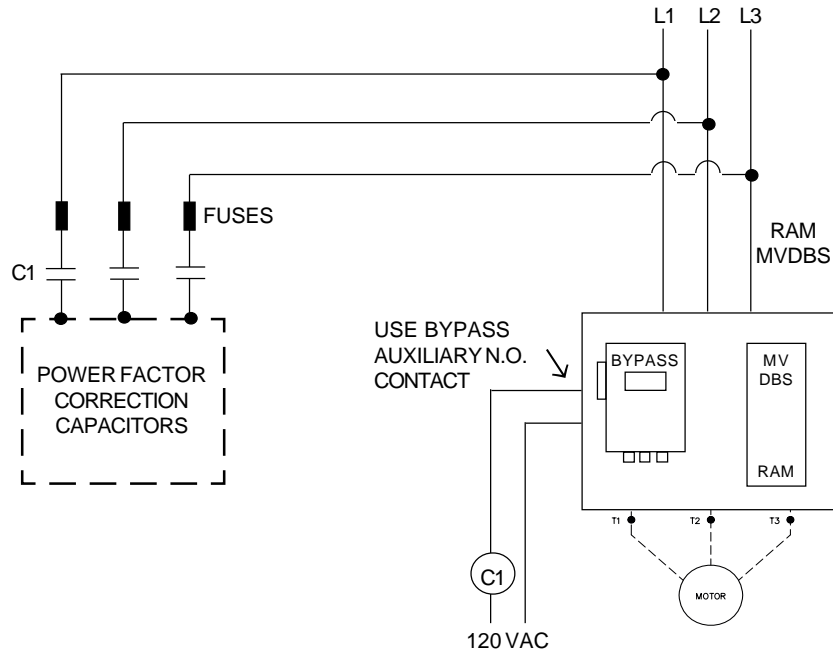 L1 L2 L3
FUSES
RAM
MVDBS
C1
USE BYPASS
AUXILIARY N.O.
CONTACT
POWER FACTOR
CORRECTION
CAPACITORS
BYPASS
MV
DBS
RAM
T1 T2 T3
C1
MOTOR
120 VAC